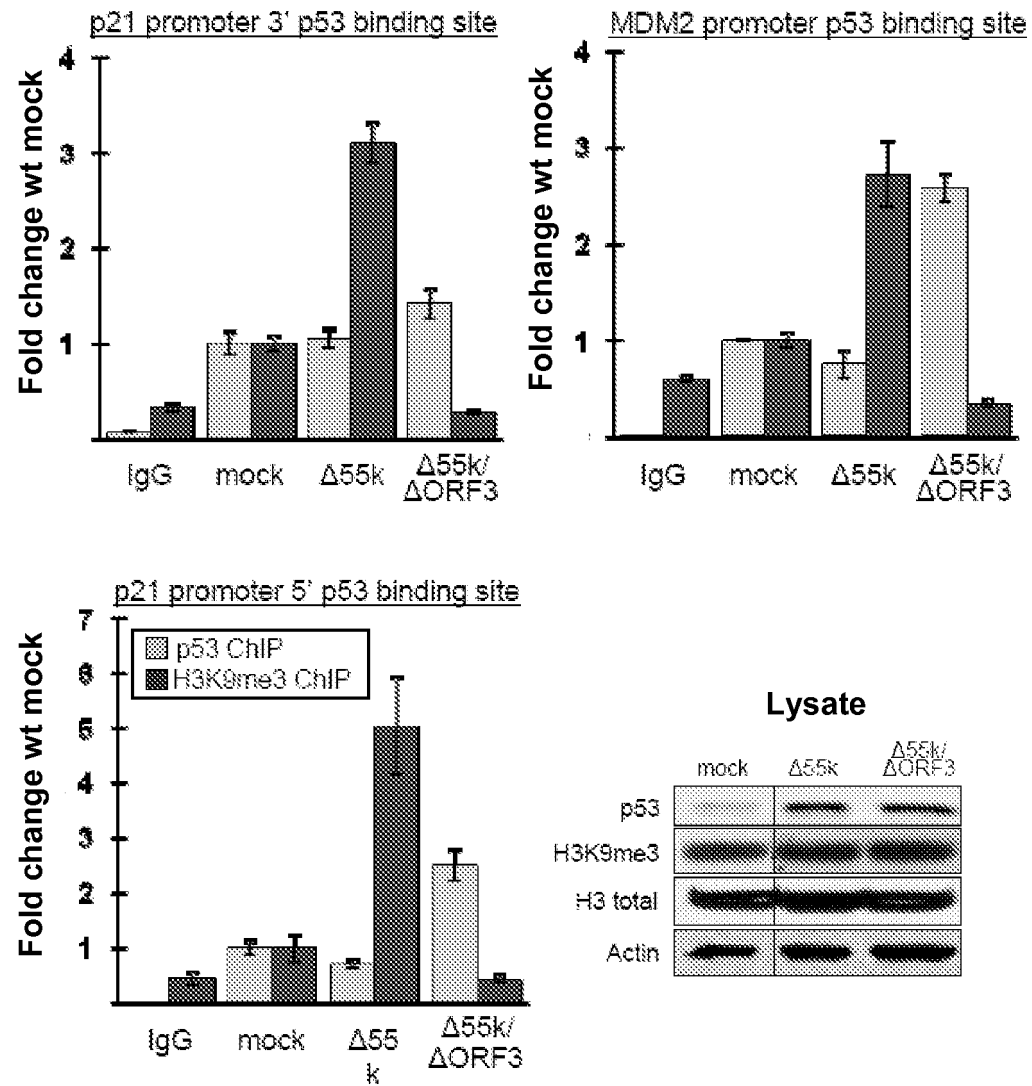 p21 promoter 3' p53 binding site
Fold change wt mock
4
3
2
1
IgG
mock
Δ55k
Δ55k/
ΔORF3
MDM2 promoter p53 binding site
Fold change wt mock
4
3
2
1
IgG
mock
Δ55k
Δ55k/
ΔORF3
p21 promoter 5' p53 binding site
Fold change wt mock
7
6
5
4
3
2
1
p53 ChIP
H3K9me3 ChIP
IgG
mock
Δ55
k
Δ55k/
ΔORF3
Lysate
mock
Δ55k
Δ55k/
ΔORF3
p53
H3K9me3
H3 total
Actin